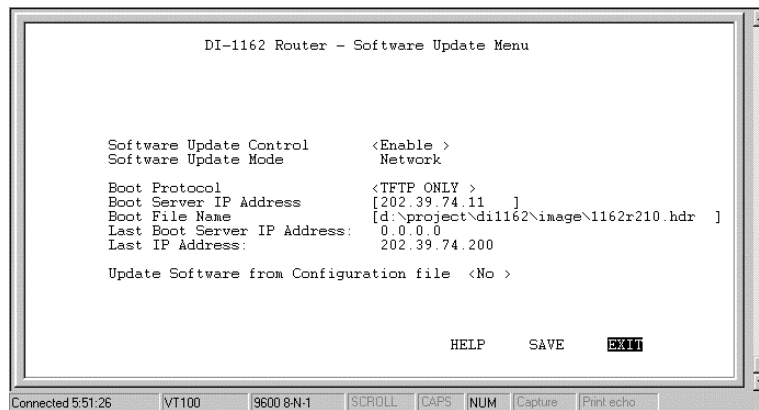 DI-1162 Router - Software Update Menu
Software Update Control <Enable >
Software Update Mode Network
Boot Protocol <TFTP ONLY >
Boot Server IP Address [202.39.74.11 ]
Boot File Name [d:\project\di1162\image\1162r210.hdr ]
Last Boot Server IP Address: 0.0.0.0
Last IP Address: 202.39.74.200
Update Software from Configuration file <No >
HELP SAVE EXIT
Connected 5:51:26 VT100 9600 8-N-1 SCROLL CAPS NUM Capture Print echo